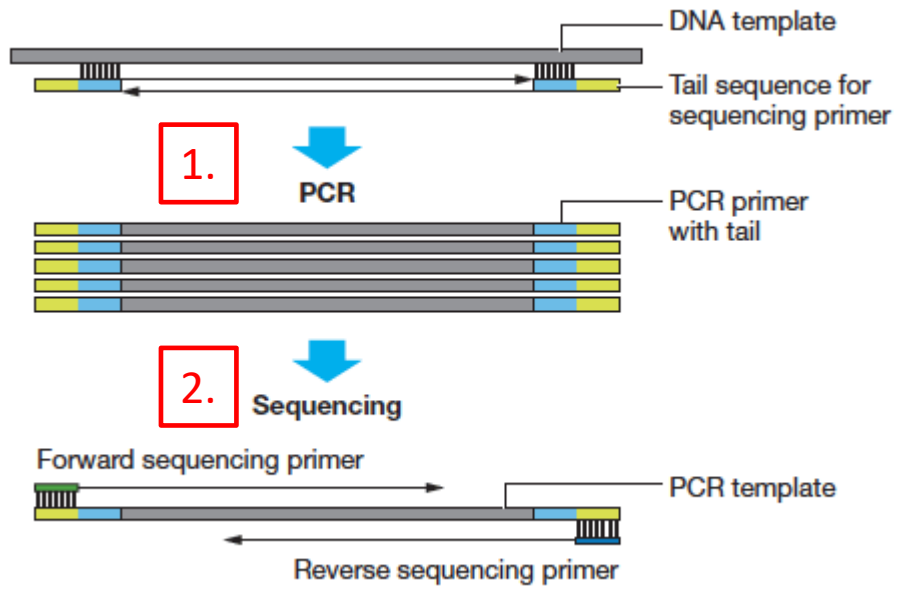 DNA template
Tail sequence for
sequencing primer
1.
PCR
PCR primer
with tail
2.
Sequencing
Forward sequencing primer
PCR template
Reverse sequencing primer